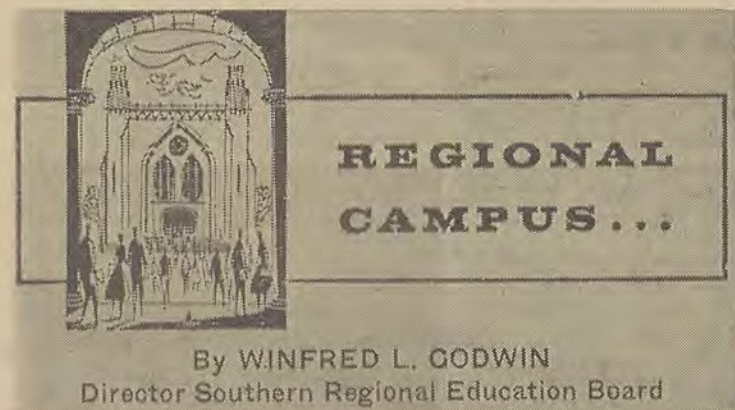 REGIONAL
CAMPUS...
By WINFRED L. GODWIN
Director Southern Regional Education Board